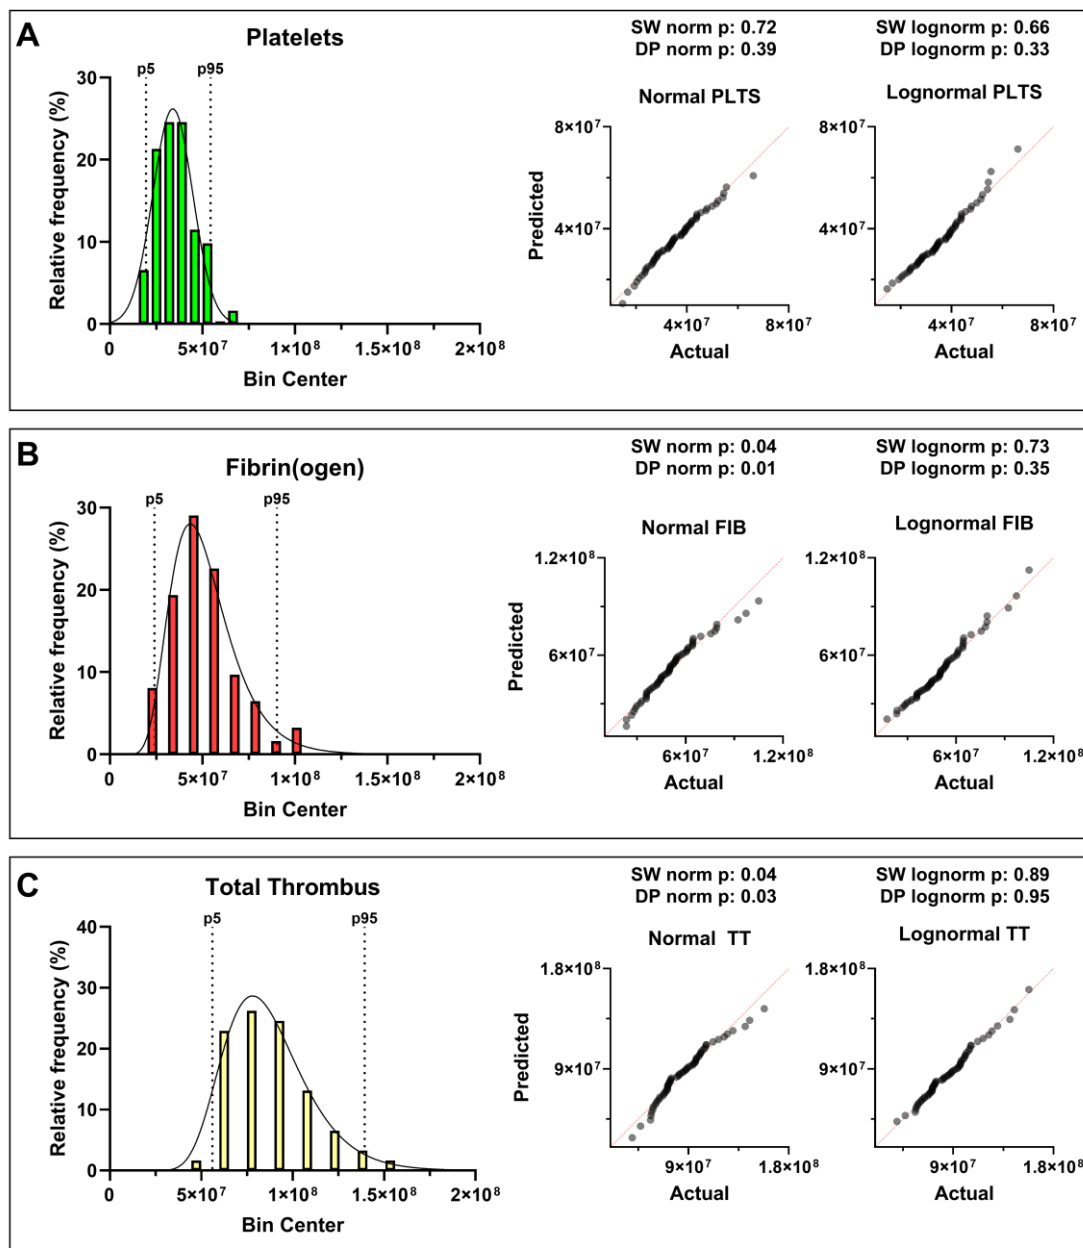 A
Platelets
SW norm p: 0.72
DP norm p: 0.39
SW lognorm p: 0.66
DP lognorm p: 0.33
p5
p95
Relative frequency (%)
30
20
10
0
0
5×10⁷
1×10⁸
1.5×10⁸
2×10⁸
Bin Center
Normal PLTS
8×10⁷
4×10⁷
Predicted
4×10⁷
8×10⁷
Actual
Lognormal PLTS
8×10⁷
4×10⁷
4×10⁷
8×10⁷
Actual
B
Fibrin(ogen)
SW norm p: 0.04
DP norm p: 0.01
SW lognorm p: 0.73
DP lognorm p: 0.35
p5
p95
Relative frequency (%)
30
20
10
0
0
5×10⁷
1×10⁸
1.5×10⁸
2×10⁸
Bin Center
Normal FIB
1.2×10⁸
6×10⁷
Predicted
6×10⁷
1.2×10⁸
Actual
Lognormal FIB
1.2×10⁸
6×10⁷
6×10⁷
1.2×10⁸
Actual
C
Total Thrombus
SW norm p: 0.04
DP norm p: 0.03
SW lognorm p: 0.89
DP lognorm p: 0.95
p5
p95
Relative frequency (%)
40
30
20
10
0
0
5×10⁷
1×10⁸
1.5×10⁸
2×10⁸
Bin Center
Normal TT
1.8×10⁸
9×10⁷
Predicted
9×10⁷
1.8×10⁸
Actual
Lognormal TT
1.8×10⁸
9×10⁷
9×10⁷
1.8×10⁸
Actual